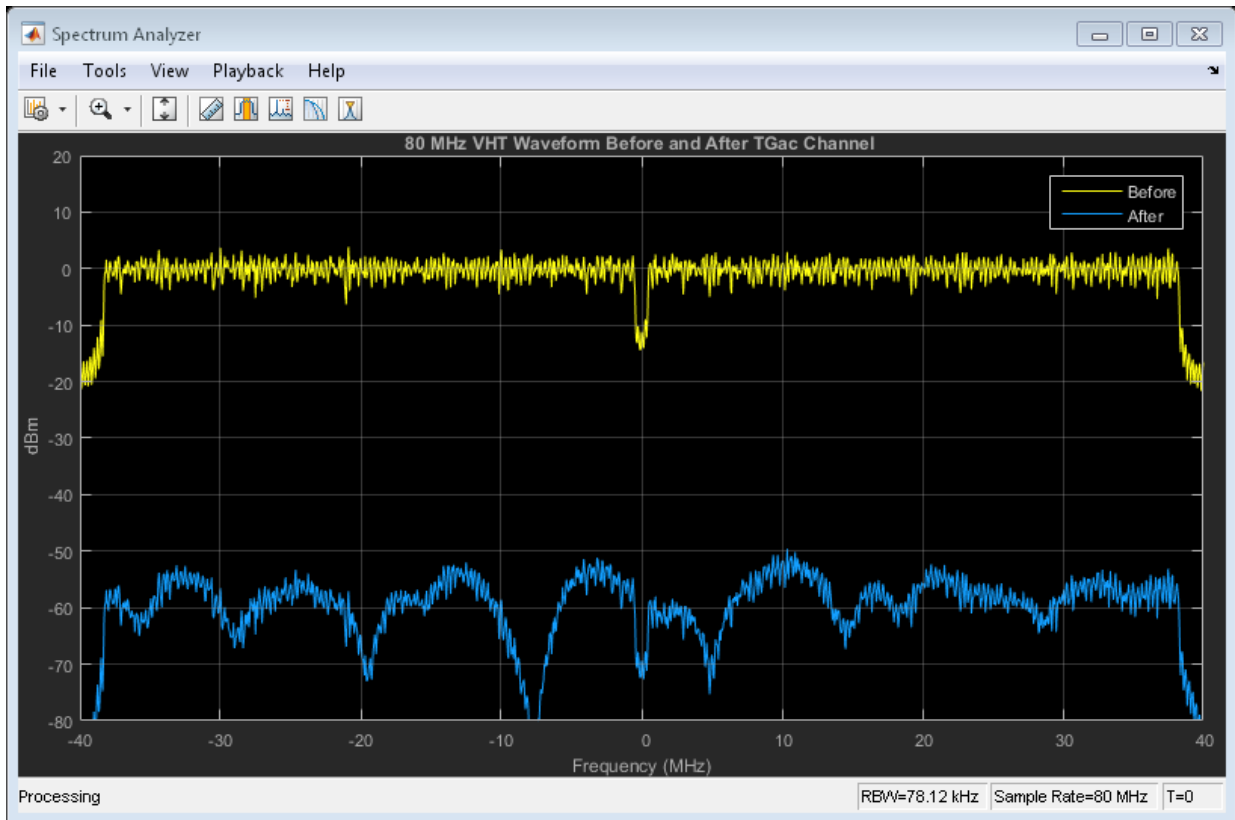 Spectrum Analyzer
File Tools View Playback Help
80 MHz VHT Waveform Before and After TGac Channel
Before
After
20
10
0
-10
-20
-30
-40
-50
-60
-70
-80
dBm
-40 -30 -20 -10 0 10 20 30 40
Frequency (MHz)
Processing RBW=78.12 kHz Sample Rate=80 MHz T=0